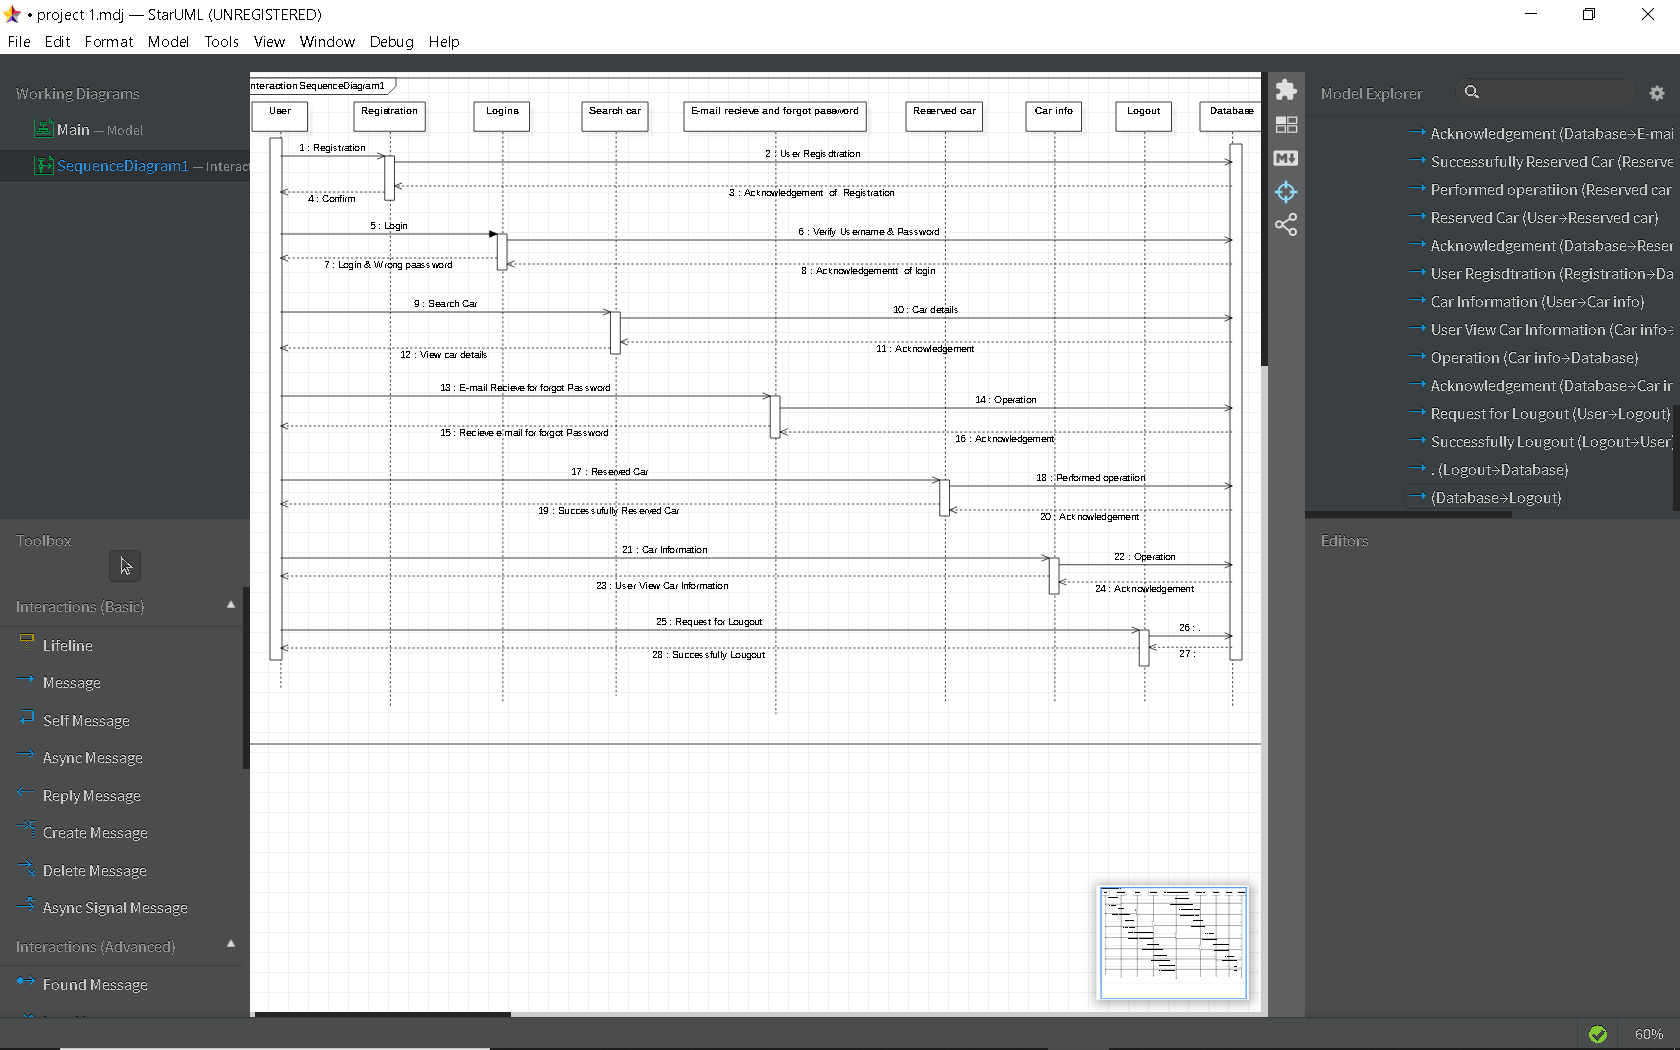 • project 1.mdj — StarUML (UNREGISTERED)
File Edit Format Model Tools View Window Debug Help
Working Diagrams
Main — Model
SequenceDiagram1 — Interac
Toolbox
Interactions (Basic)
Lifeline
Message
Self Message
Async Message
Reply Message
Create Message
Delete Message
Async Signal Message
Interactions (Advanced)
Found Message
nteraction SequenceDiagram1
User Registration Logins Search car E-mail recieve and forgot password Reserved car Car info Logout Database
1 : Registration
2 : User Regisdtration
3 : Acknowledgement of Registration
4 : Confirm
5 : Login
6 : Verify Username & Password
7 : Login & Wrong paassword
8 : Acknowledgementt of login
9 : Search Car
10 : Car details
11 : Acknowledgement
12 : View car details
13 : E-mail Recieve for forgot Password
14 : Operation
15 : Recieve e'mail for forgot Password
16 : Acknowledgement
17 : Reserved Car
18 : Performed operatiion
19 : Successufully Reserved Car
20 : Acknowledgement
21 : Car Information
22 : Operation
23 : User View Car Information
24 : Acknowledgement
25 : Request for Lougout
26 : .
27 :
28 : Successfully Lougout
M
Model Explorer
Acknowledgement (Database→E-mai
Successufully Reserved Car (Reserve
Performed operatiion (Reserved car
Reserved Car (User→Reserved car)
Acknowledgement (Database→Reser
User Regisdtration (Registration→Da
Car Information (User→Car info)
User View Car Information (Car info→
Operation (Car info→Database)
Acknowledgement (Database→Car in
Request for Lougout (User→Logout)
Successfully Lougout (Logout→User)
. (Logout→Database)
(Database→Logout)
Editors
60%